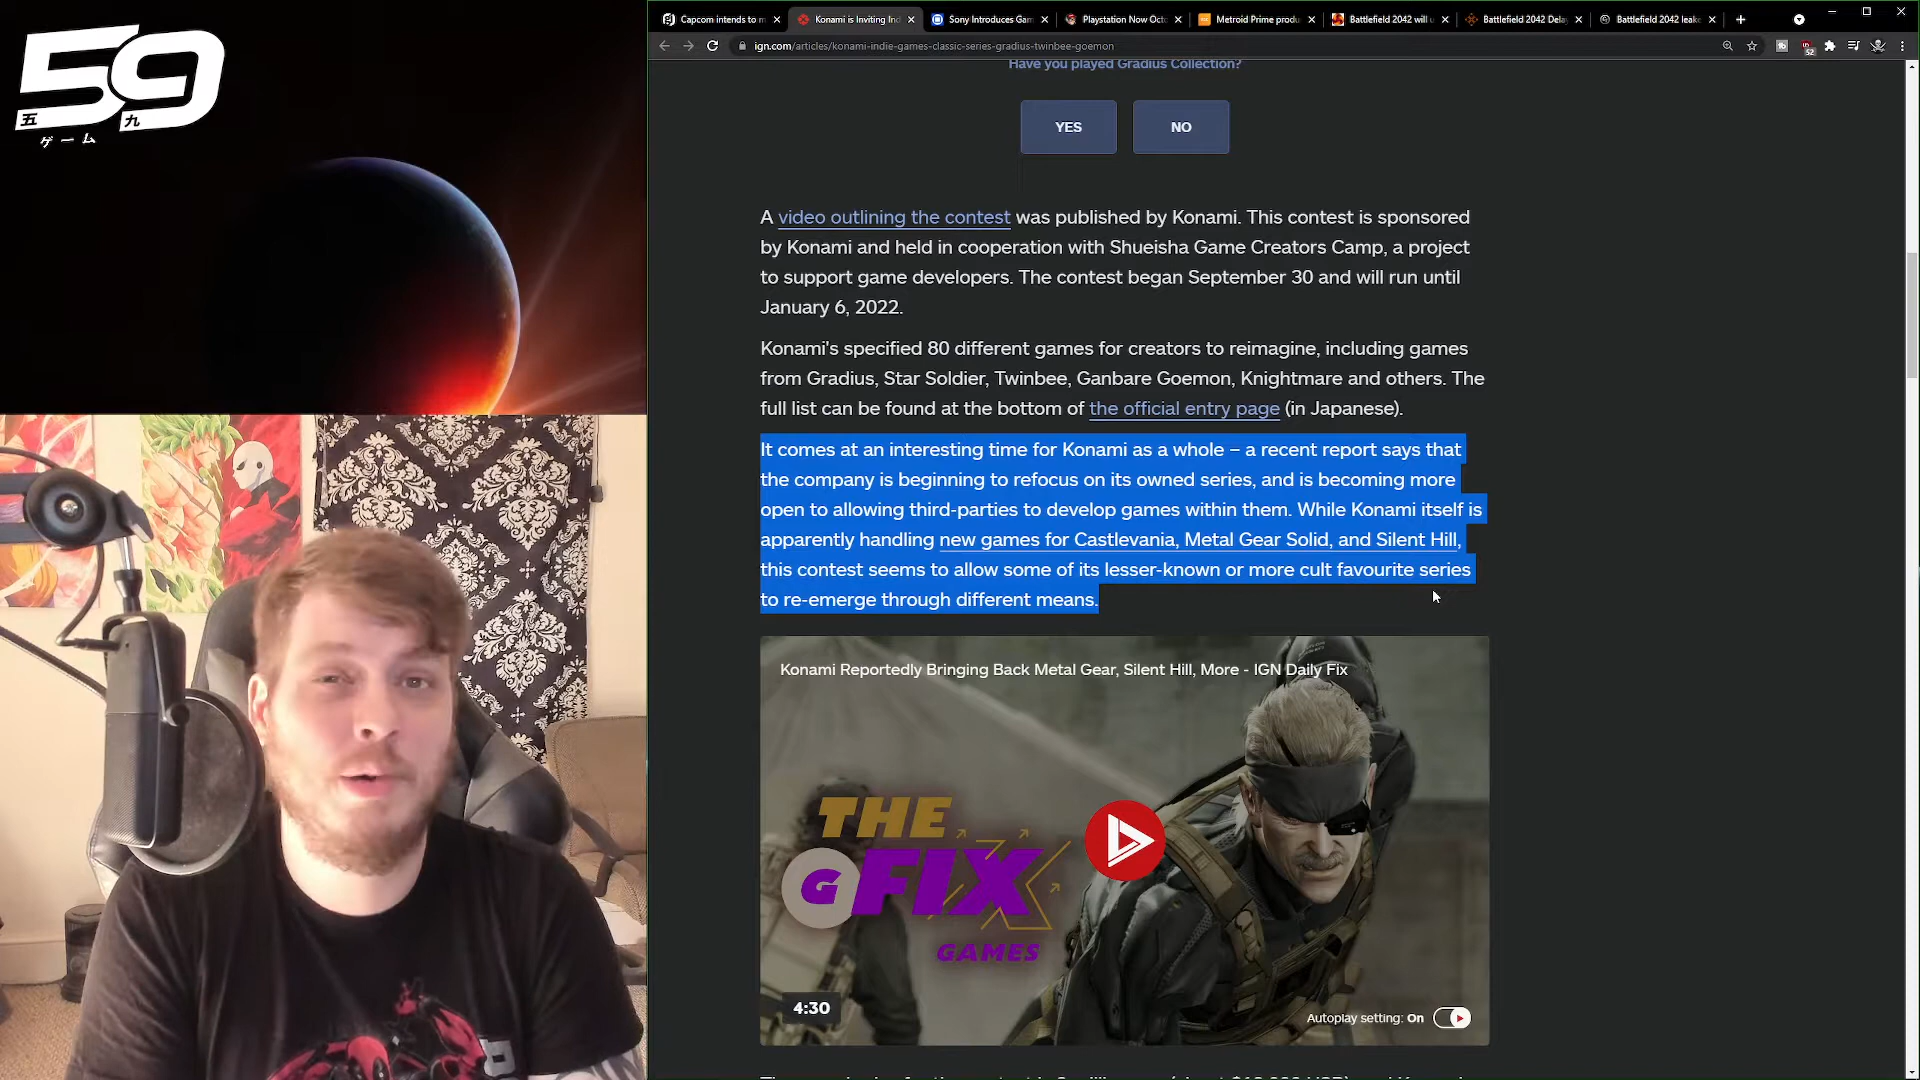 59
五 九
ゲーム
Capcom intends to m
Konami is Inviting Ind
Sony Introduces Gam
Playstation Now Octo
Metroid Prime produ
Battlefield 2042 will u
Battlefield 2042 Dela
Battlefield 2042 leake
ign.com/articles/konami-indie-games-classic-series-gradius-twinbee-goemon
52
Have you played Gradius Collection?
YES NO
A video outlining the contest was published by Konami. This contest is sponsored
by Konami and held in cooperation with Shueisha Game Creators Camp, a project
to support game developers. The contest began September 30 and will run until
January 6, 2022.
Konami's specified 80 different games for creators to reimagine, including games
from Gradius, Star Soldier, Twinbee, Ganbare Goemon, Knightmare and others. The
full list can be found at the bottom of the official entry page (in Japanese).
It comes at an interesting time for Konami as a whole – a recent report says that
the company is beginning to refocus on its owned series, and is becoming more
open to allowing third-parties to develop games within them. While Konami itself is
apparently handling new games for Castlevania, Metal Gear Solid, and Silent Hill,
this contest seems to allow some of its lesser-known or more cult favourite series
to re-emerge through different means.
Konami Reportedly Bringing Back Metal Gear, Silent Hill, More - IGN Daily Fix
THE
G FIX
GAMES
4:30
Autoplay setting: On